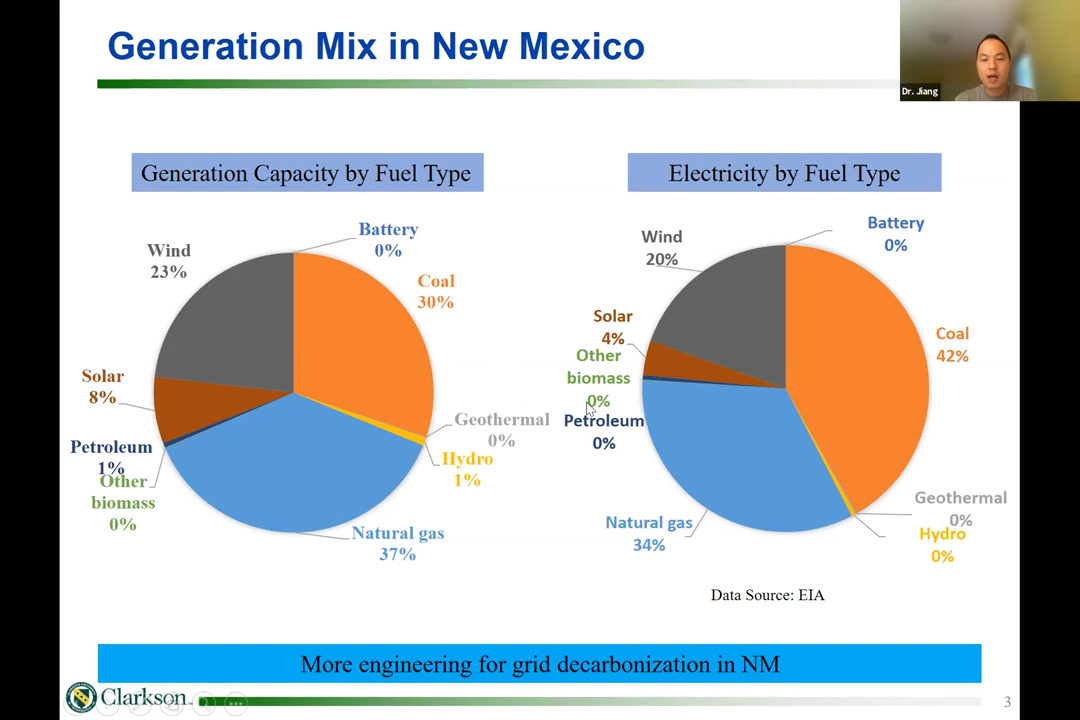 Generation Mix in New Mexico
Dr. Jiang
Generation Capacity by Fuel Type
Battery
0%
Coal
30%
Geothermal
0%
Hydro
1%
Natural gas
37%
Other
biomass
0%
Petroleum
1%
Solar
8%
Wind
23%
Electricity by Fuel Type
Battery
0%
Coal
42%
Geothermal
0%
Hydro
0%
Natural gas
34%
Petroleum
0%
Other
biomass
0%
Solar
4%
Wind
20%
Data Source: EIA
More engineering for grid decarbonization in NM
Clarkson
3